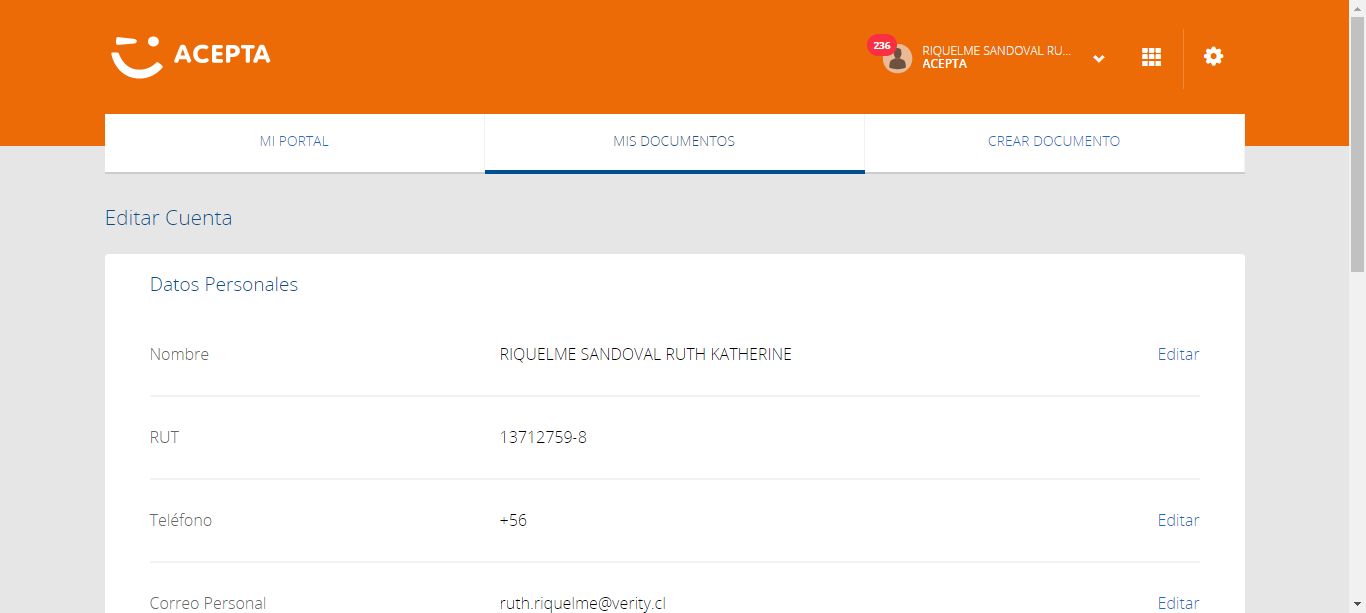 ACEPTA
236
RIQUELME SANDOVAL RU...
ACEPTA
MI PORTAL
MIS DOCUMENTOS
CREAR DOCUMENTO
Editar Cuenta
Datos Personales
Nombre RIQUELME SANDOVAL RUTH KATHERINE Editar
RUT 13712759-8
Teléfono +56 Editar
Correo Personal ruth.riquelme@verity.cl Editar